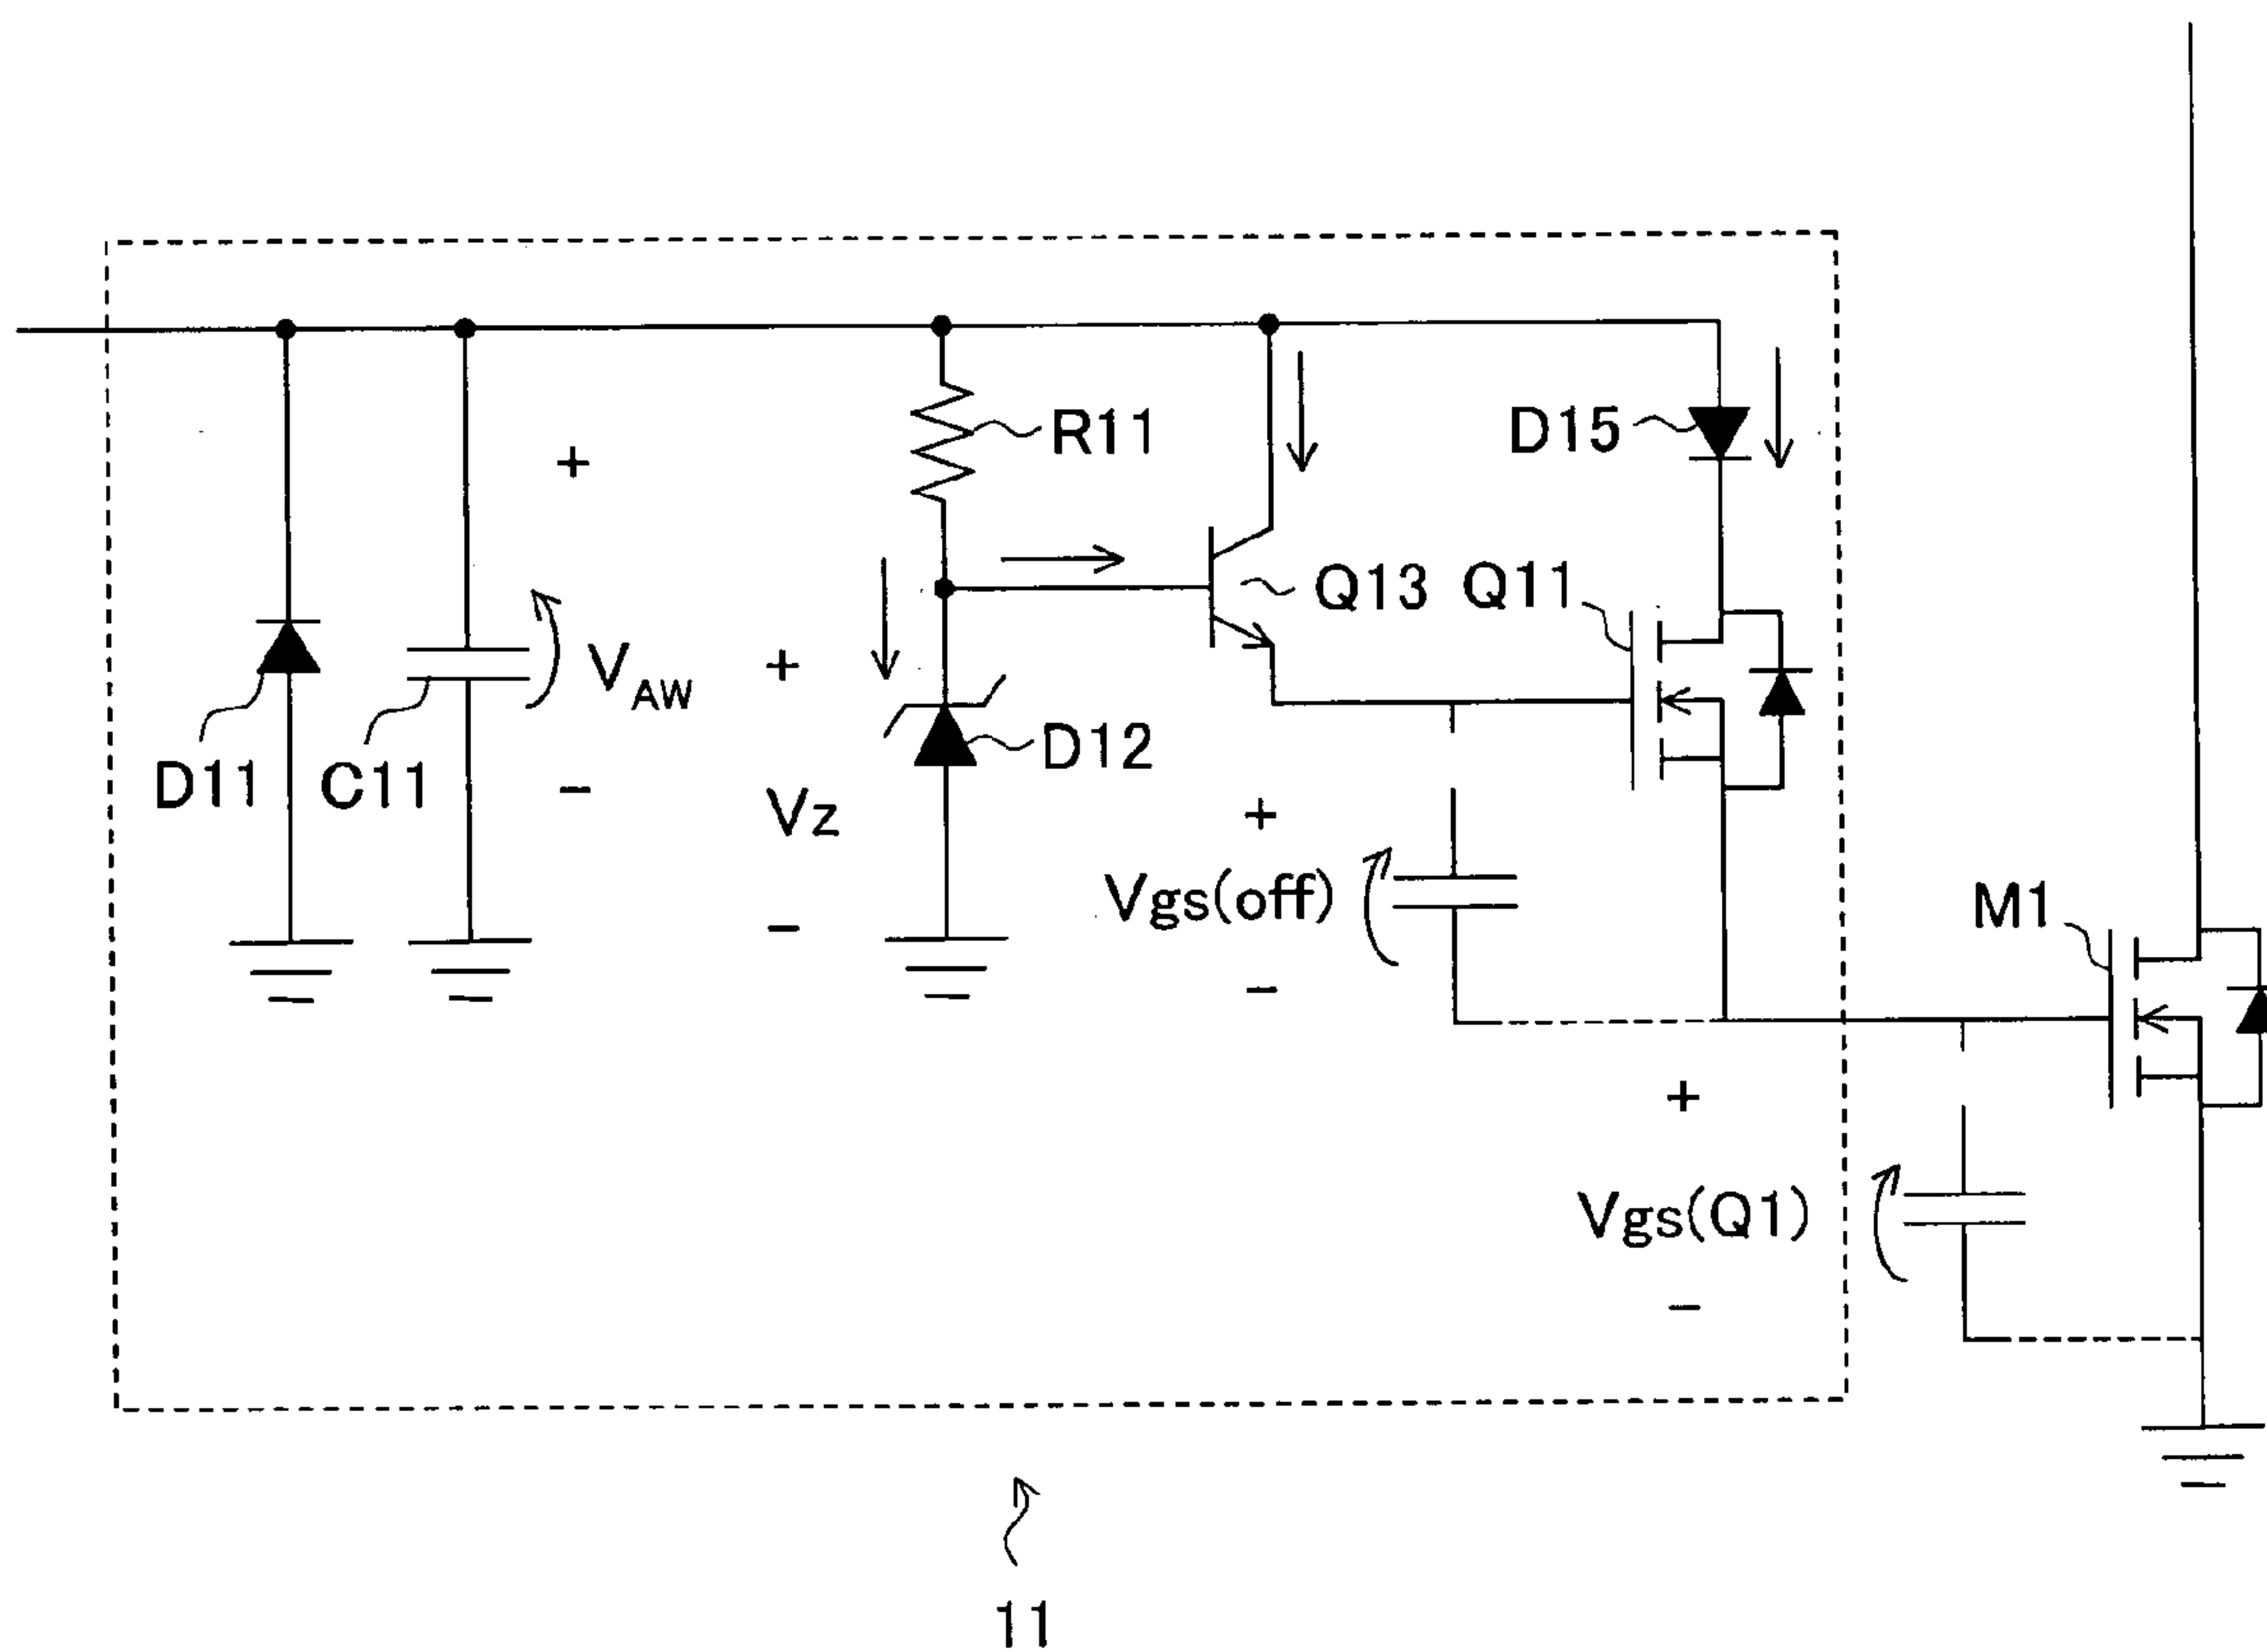 R11
D15
+
Q13
Q11
+
V_AW
D12
D11
C11
−
Vz
+
Vgs(off)
M1
−
−
+
Vgs(Q1)
−
11